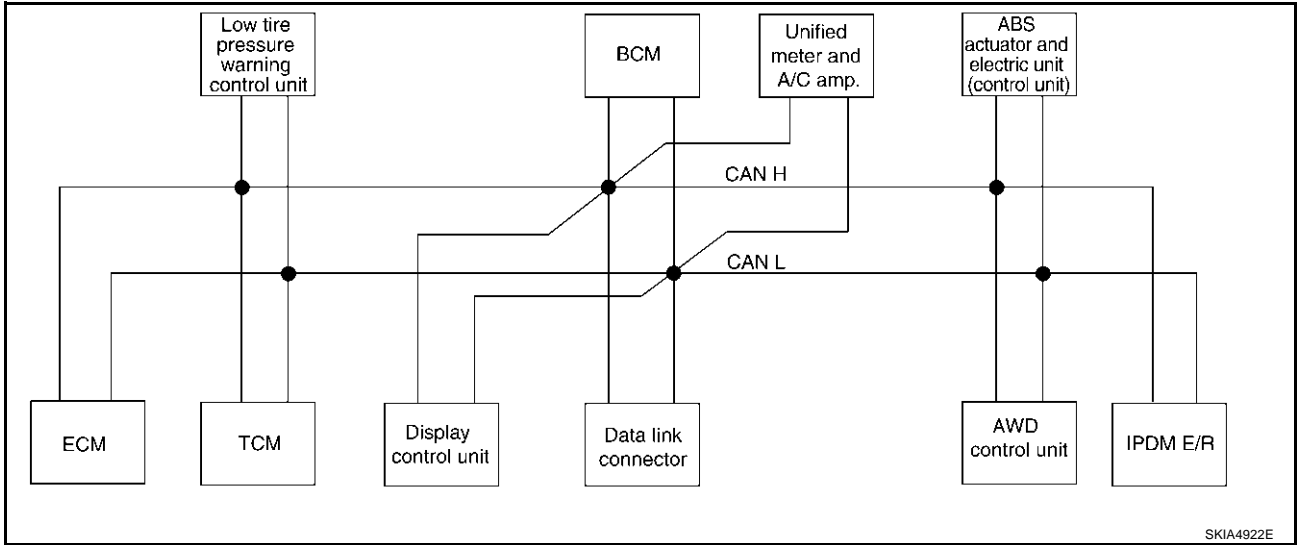 Low tire
pressure
warning
control unit
BCM
Unified
meter and
A/C amp.
ABS
actuator and
electric unit
(control unit)
CAN H
CAN L
ECM
TCM
Display
control unit
Data link
connector
AWD
control unit
IPDM E/R
SKIA4922E